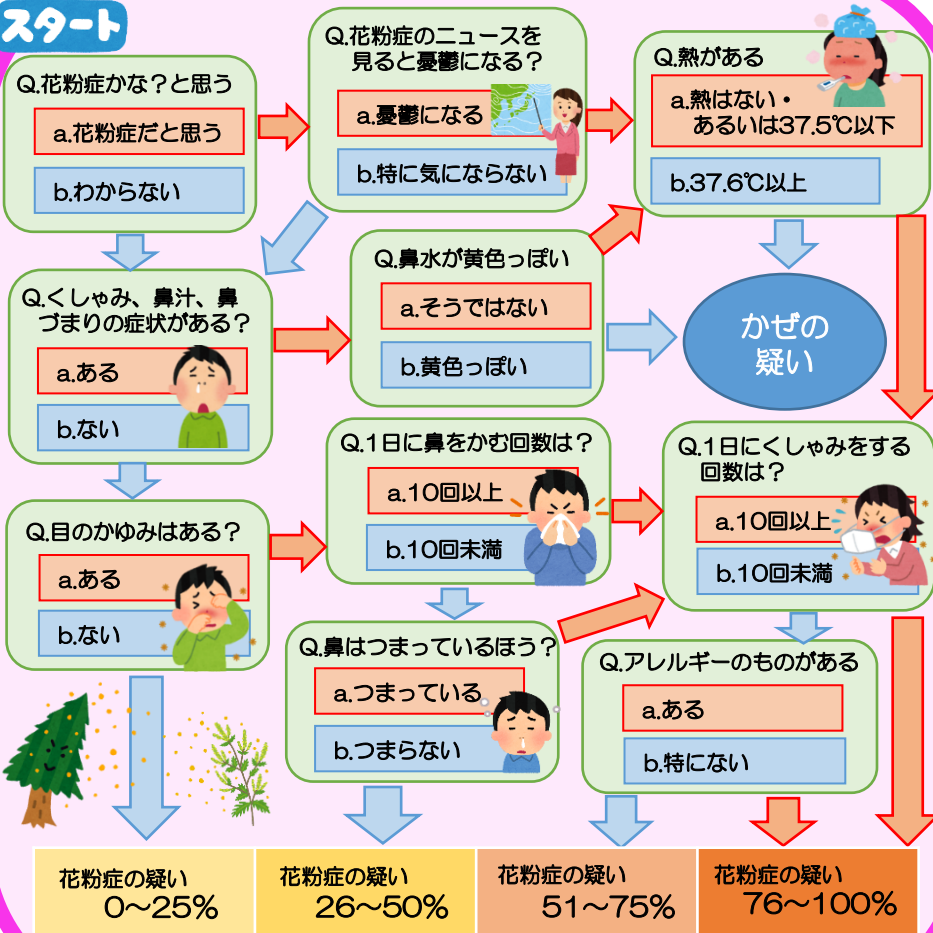 スタート
Q.花粉症かな？と思う
a.花粉症だと思う
b.わからない
Q.花粉症のニュースを
見ると憂鬱になる？
a.憂鬱になる
b.特に気にならない
Q.熱がある
a.熱はない・
あるいは37.5℃以下
b.37.6℃以上
Q.くしゃみ、鼻汁、鼻
づまりの症状がある？
a.ある
b.ない
Q.鼻水が黄色っぽい
a.そうではない
b.黄色っぽい
かぜの
疑い
Q.目のかゆみはある？
a.ある
b.ない
Q.1日に鼻をかむ回数は？
a.10回以上
b.10回未満
Q.1日にくしゃみをする
回数は？
a.10回以上
b.10回未満
Q.鼻はつまっているほう？
a.つまっている
b.つまらない
Q.アレルギーのものがある
a.ある
b.特にない
花粉症の疑い
0～25%
花粉症の疑い
26～50%
花粉症の疑い
51～75%
花粉症の疑い
76～100%